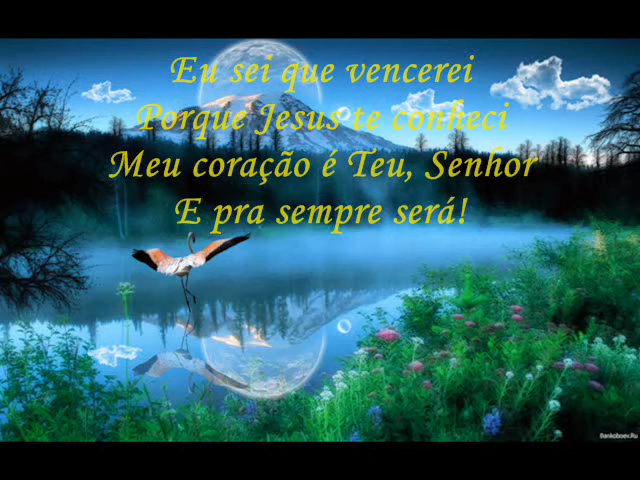 Eu sei que vencerei
Porque Jesus te conheci
Meu coração é Teu, Senhor
E pra sempre será!